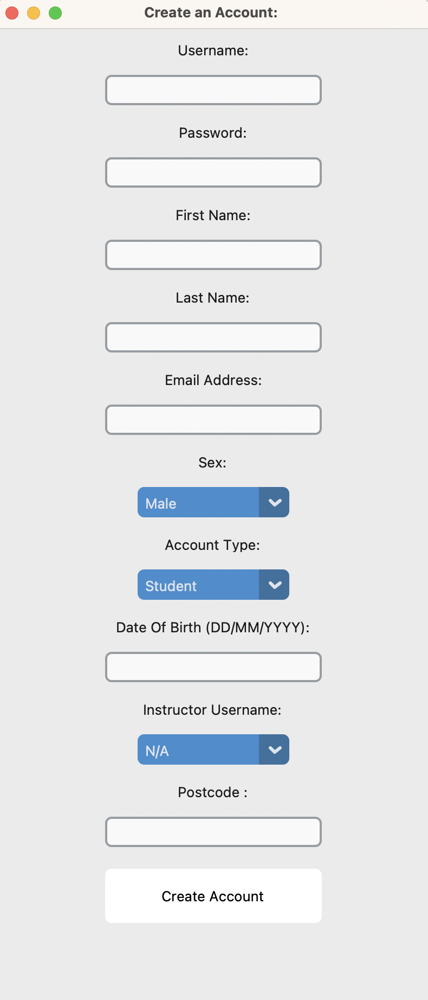 Create an Account:
Username:
Password:
First Name:
Last Name:
Email Address:
Sex:
Male
Account Type:
Student
Date Of Birth (DD/MM/YYYY):
Instructor Username:
N/A
Postcode :
Create Account